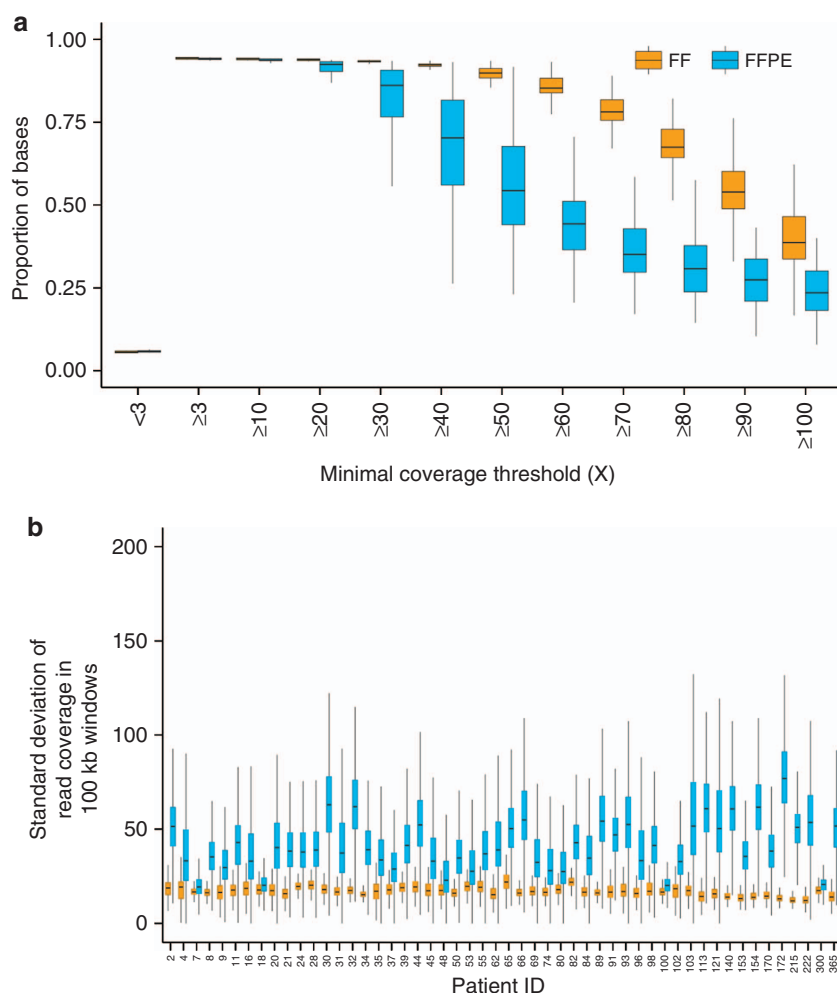 a
1.00
0.75
0.50
0.25
0.00
Proportion of bases
FF FFPE
<3 ≥3 ≥10 ≥20 ≥30 ≥40 ≥50 ≥60 ≥70 ≥80 ≥90 ≥100
Minimal coverage threshold (X)
b
200
150
100
50
0
Standard deviation of
read coverage in
100 kb windows
2 4 7 8 9 11 16 18 20 21 24 28 30 31 32 34 35 37 39 44 45 48 50 53 55 62 65 66 69 74 80 82 84 89 91 93 96 98 100 102 103 113 121 140 153 154 170 172 215 222 300 365
Patient ID